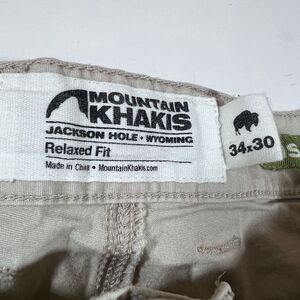 MOUNTAIN
KHAKIS
JACKSON HOLE • WYOMING
Relaxed Fit
Made in China • MountainKhakis.com
34x30
S